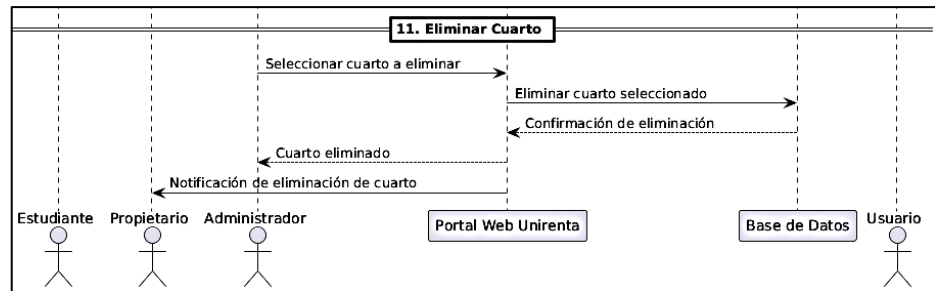 11. Eliminar Cuarto
Seleccionar cuarto a eliminar
Eliminar cuarto seleccionado
Confirmación de eliminación
Cuarto eliminado
Notificación de eliminación de cuarto
Estudiante Propietario Administrador Portal Web Unirenta Base de Datos Usuario